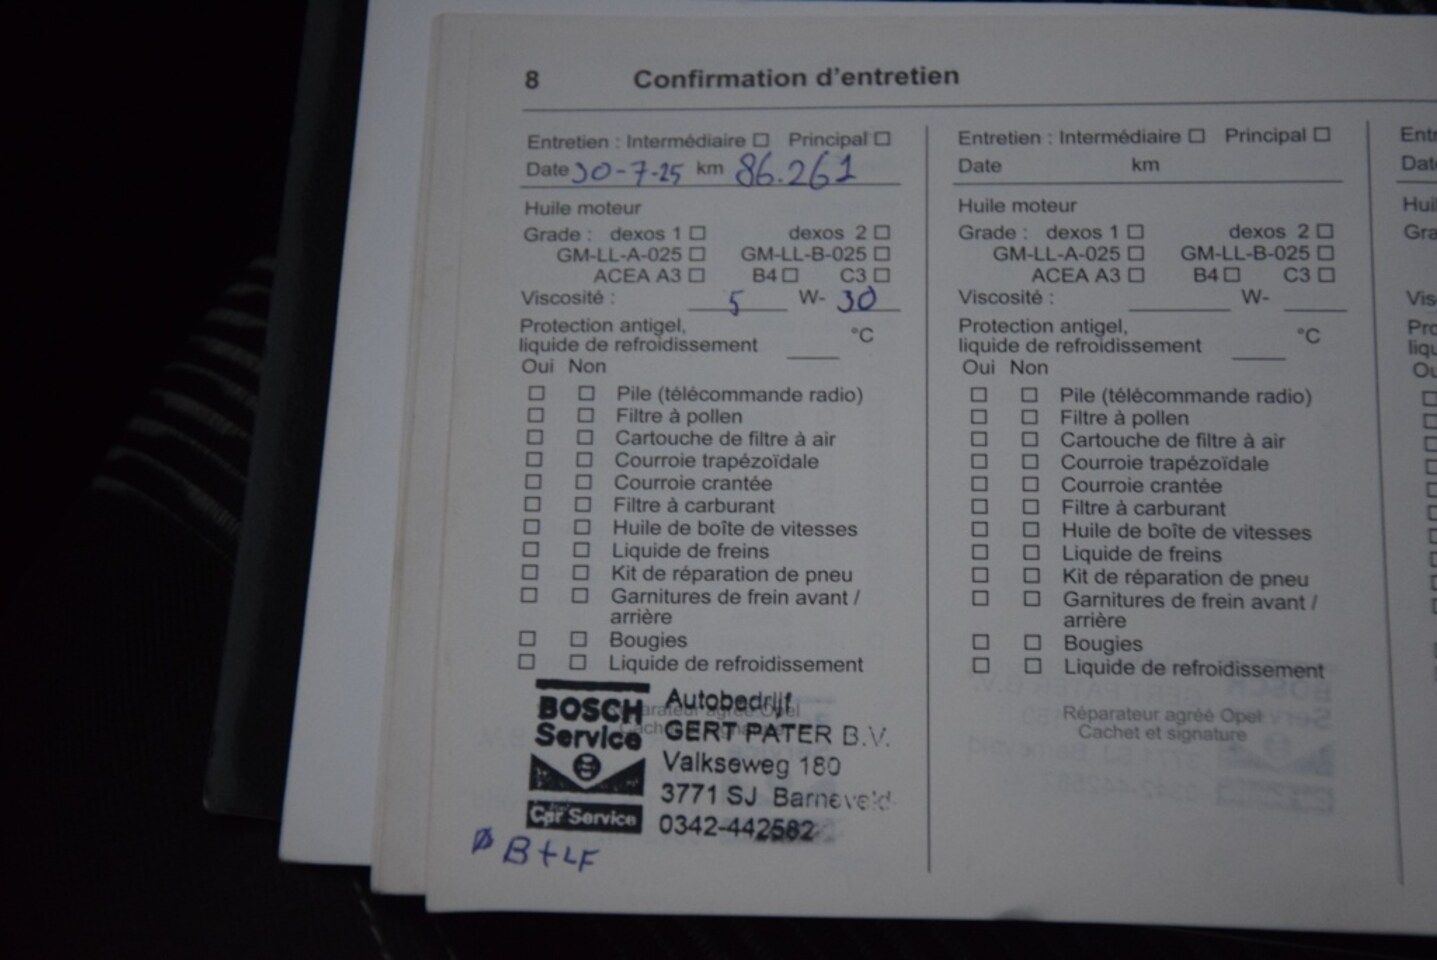 8 Confirmation d'entretien
Entretien : Intermédiaire ☐ Principal ☐
Date 30-7-25 km 86.261
Huile moteur
Grade : dexos 1 ☐ dexos 2 ☐
GM-LL-A-025 ☐ GM-LL-B-025 ☐
ACEA A3 ☐ B4 ☐ C3 ☐
Viscosité : 5 W- 30
Protection antigel,
liquide de refroidissement ____ °C
Oui Non
☐ ☐ Pile (télécommande radio)
☐ ☐ Filtre à pollen
☐ ☐ Cartouche de filtre à air
☐ ☐ Courroie trapézoïdale
☐ ☐ Courroie crantée
☐ ☐ Filtre à carburant
☐ ☐ Huile de boîte de vitesses
☐ ☐ Liquide de freins
☐ ☐ Kit de réparation de pneu
☐ ☐ Garnitures de frein avant /
arrière
☐ ☐ Bougies
☐ ☐ Liquide de refroidissement
BOSCH
Service
Car Service
Autobedrijf
GERT PATER B.V.
Valkseweg 180
3771 SJ Barneveld
0342-442582
B+LF
Entretien : Intermédiaire ☐ Principal ☐
Date km
Huile moteur
Grade : dexos 1 ☐ dexos 2 ☐
GM-LL-A-025 ☐ GM-LL-B-025 ☐
ACEA A3 ☐ B4 ☐ C3 ☐
Viscosité : ____ W- ____
Protection antigel,
liquide de refroidissement ____ °C
Oui Non
☐ ☐ Pile (télécommande radio)
☐ ☐ Filtre à pollen
☐ ☐ Cartouche de filtre à air
☐ ☐ Courroie trapézoïdale
☐ ☐ Courroie crantée
☐ ☐ Filtre à carburant
☐ ☐ Huile de boîte de vitesses
☐ ☐ Liquide de freins
☐ ☐ Kit de réparation de pneu
☐ ☐ Garnitures de frein avant /
arrière
☐ ☐ Bougies
☐ ☐ Liquide de refroidissement
Réparateur agréé Opel
Cachet et signature